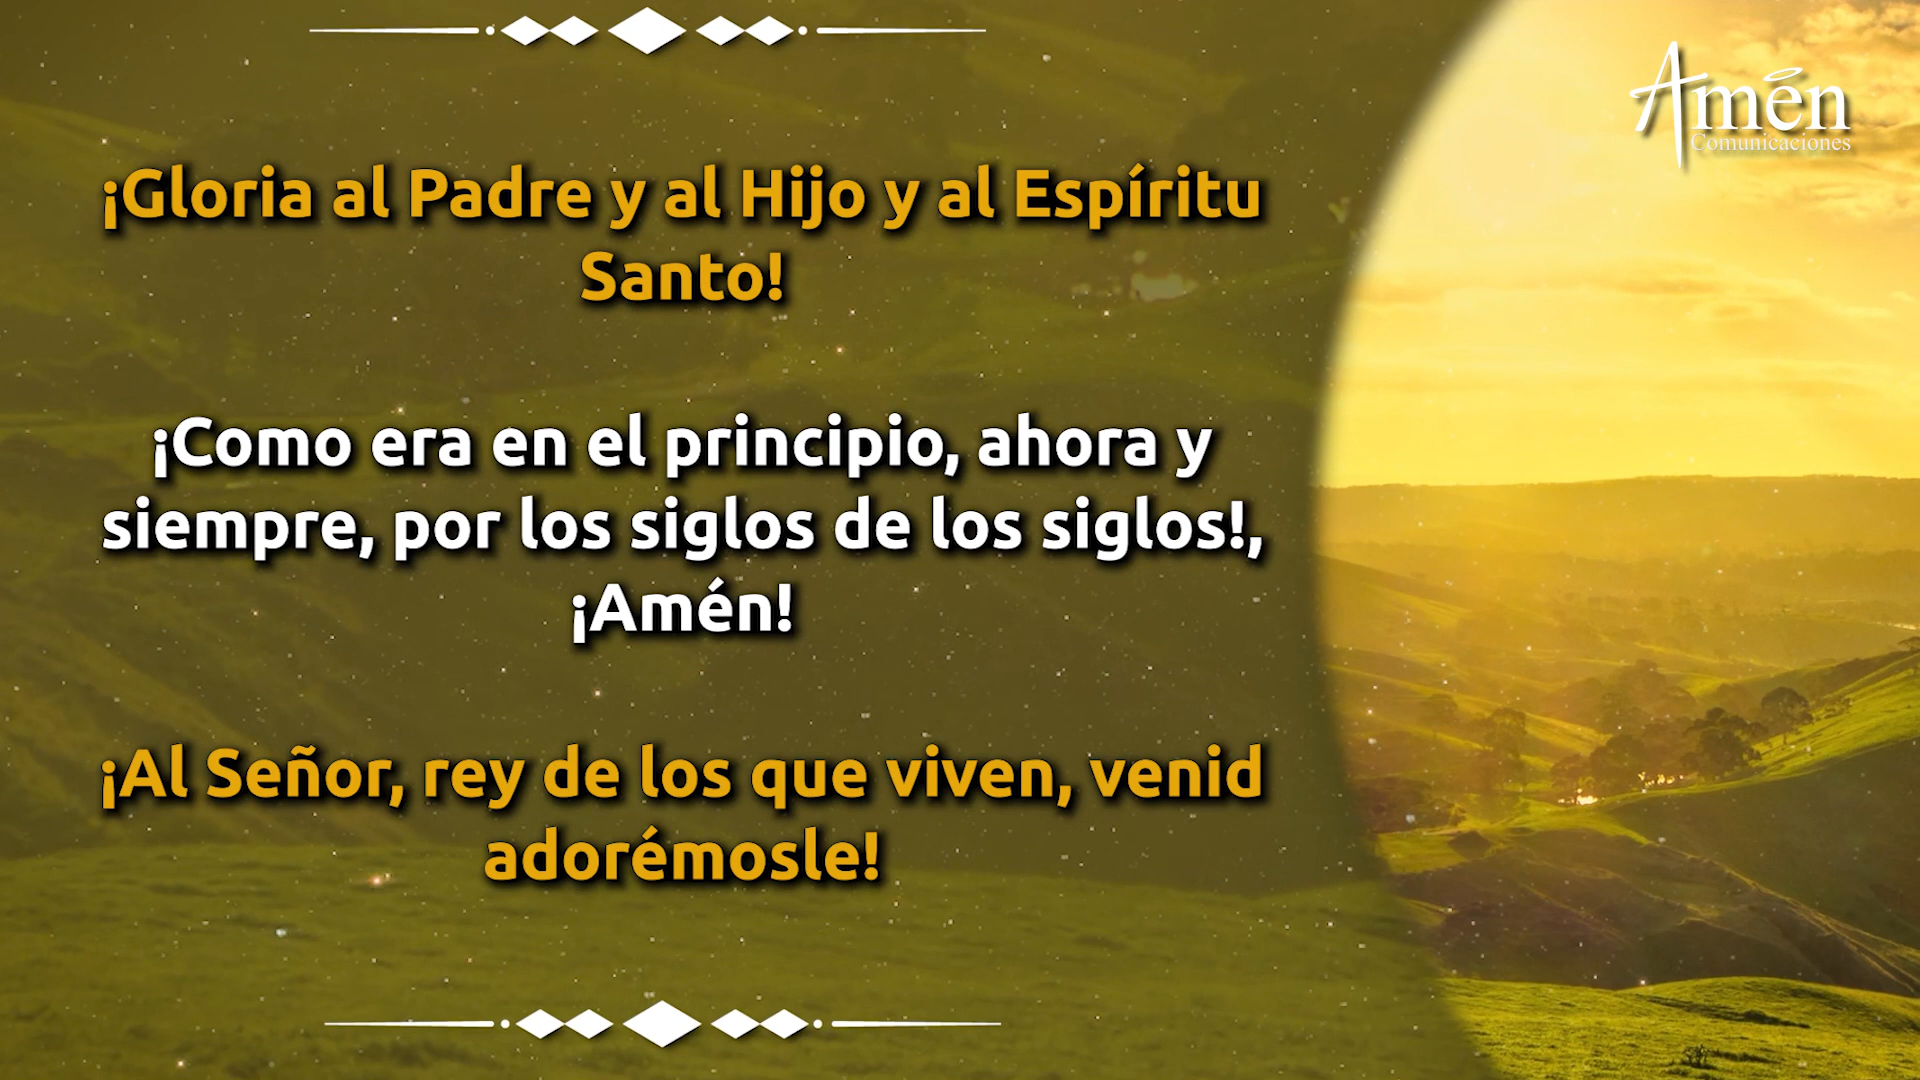 Amén
Comunicaciones
¡Gloria al Padre y al Hijo y al Espíritu
Santo!
¡Como era en el principio, ahora y
siempre, por los siglos de los siglos!,
¡Amén!
¡Al Señor, rey de los que viven, venid
adorémosle!